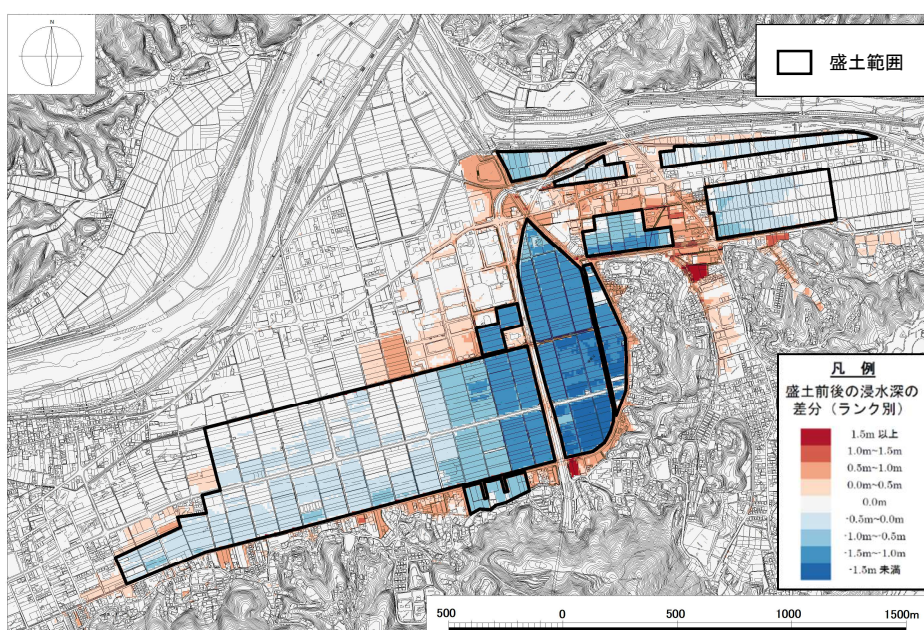 N
盛土範囲
凡 例
盛土前後の浸水深の
差分（ランク別）
1.5m 以上
1.0m~1.5m
0.5m~1.0m
0.0m~0.5m
0.0m
-0.5m~0.0m
-1.0m~-0.5m
-1.5m~-1.0m
-1.5m 未満
500 0 500 1000 1500m